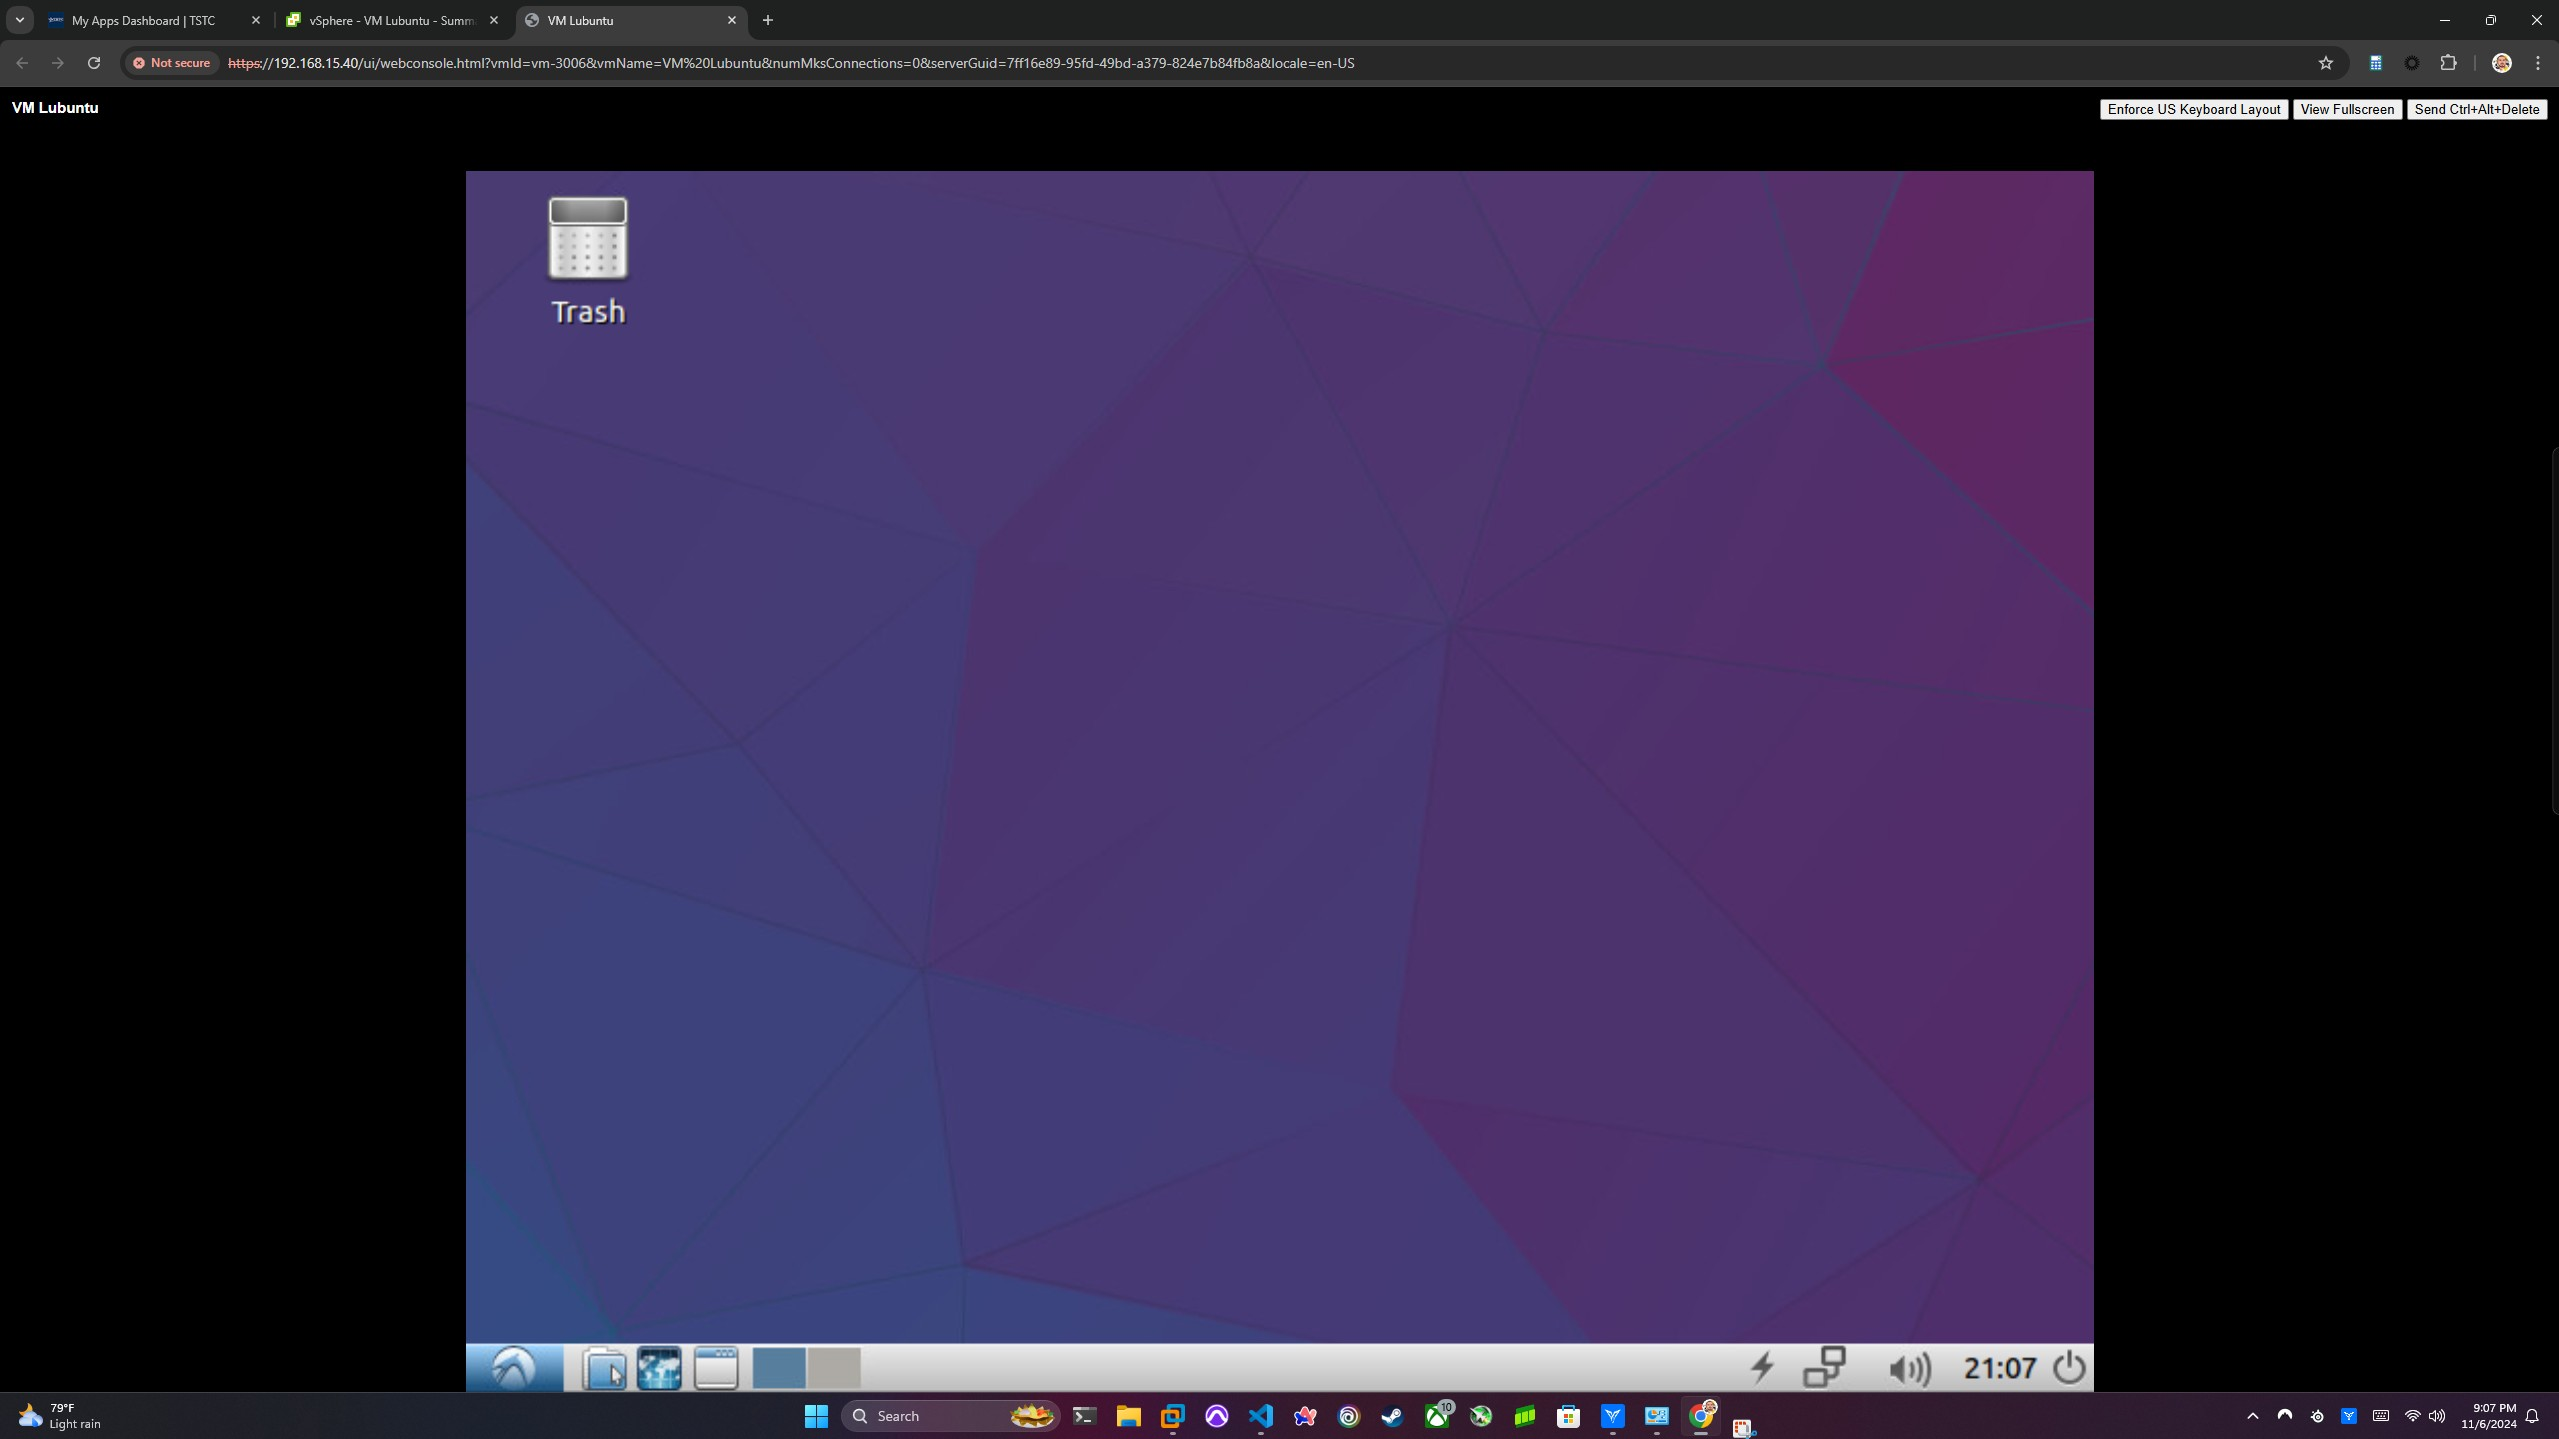 My Apps Dashboard | TSTC
vSphere - VM Lubuntu - Summ
VM Lubuntu
Not secure
https://192.168.15.40/ui/webconsole.html?vmId=vm-3006&vmName=VM%20Lubuntu&numMksConnections=0&serverGuid=7ff16e89-95fd-49bd-a379-824e7b84fb8a&locale=en-US
VM Lubuntu
Enforce US Keyboard Layout
View Fullscreen
Send Ctrl+Alt+Delete
Trash
21:07
79°F
Light rain
Search
10
9:07 PM
11/6/2024